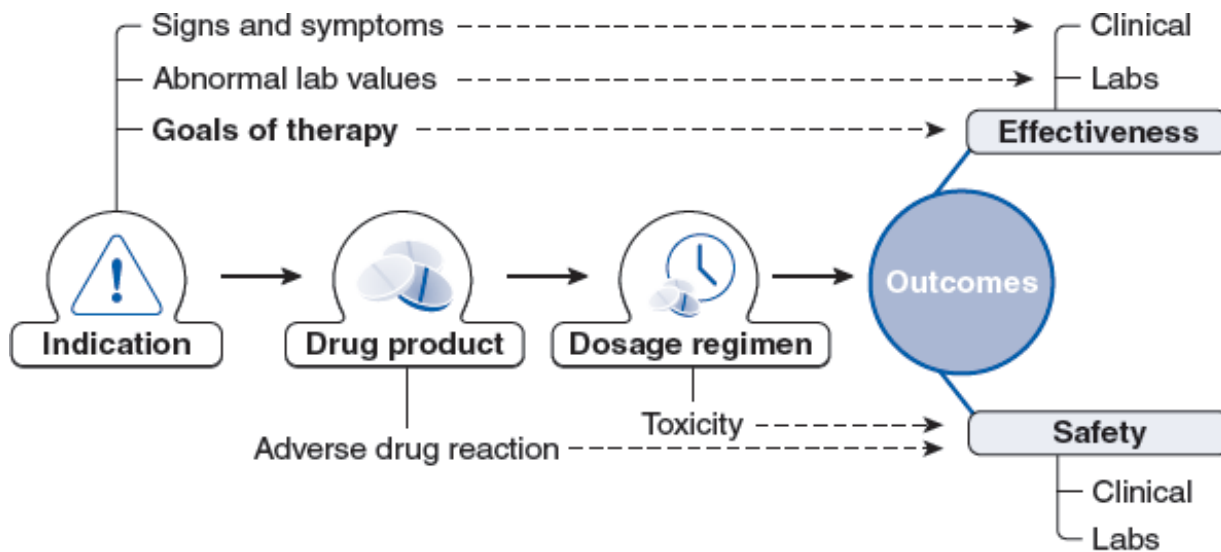 Signs and symptoms
Clinical
Abnormal lab values
Labs
Goals of therapy
Effectiveness
!
Outcomes
Indication
Drug product
Dosage regimen
Toxicity
Safety
Adverse drug reaction
Clinical
Labs